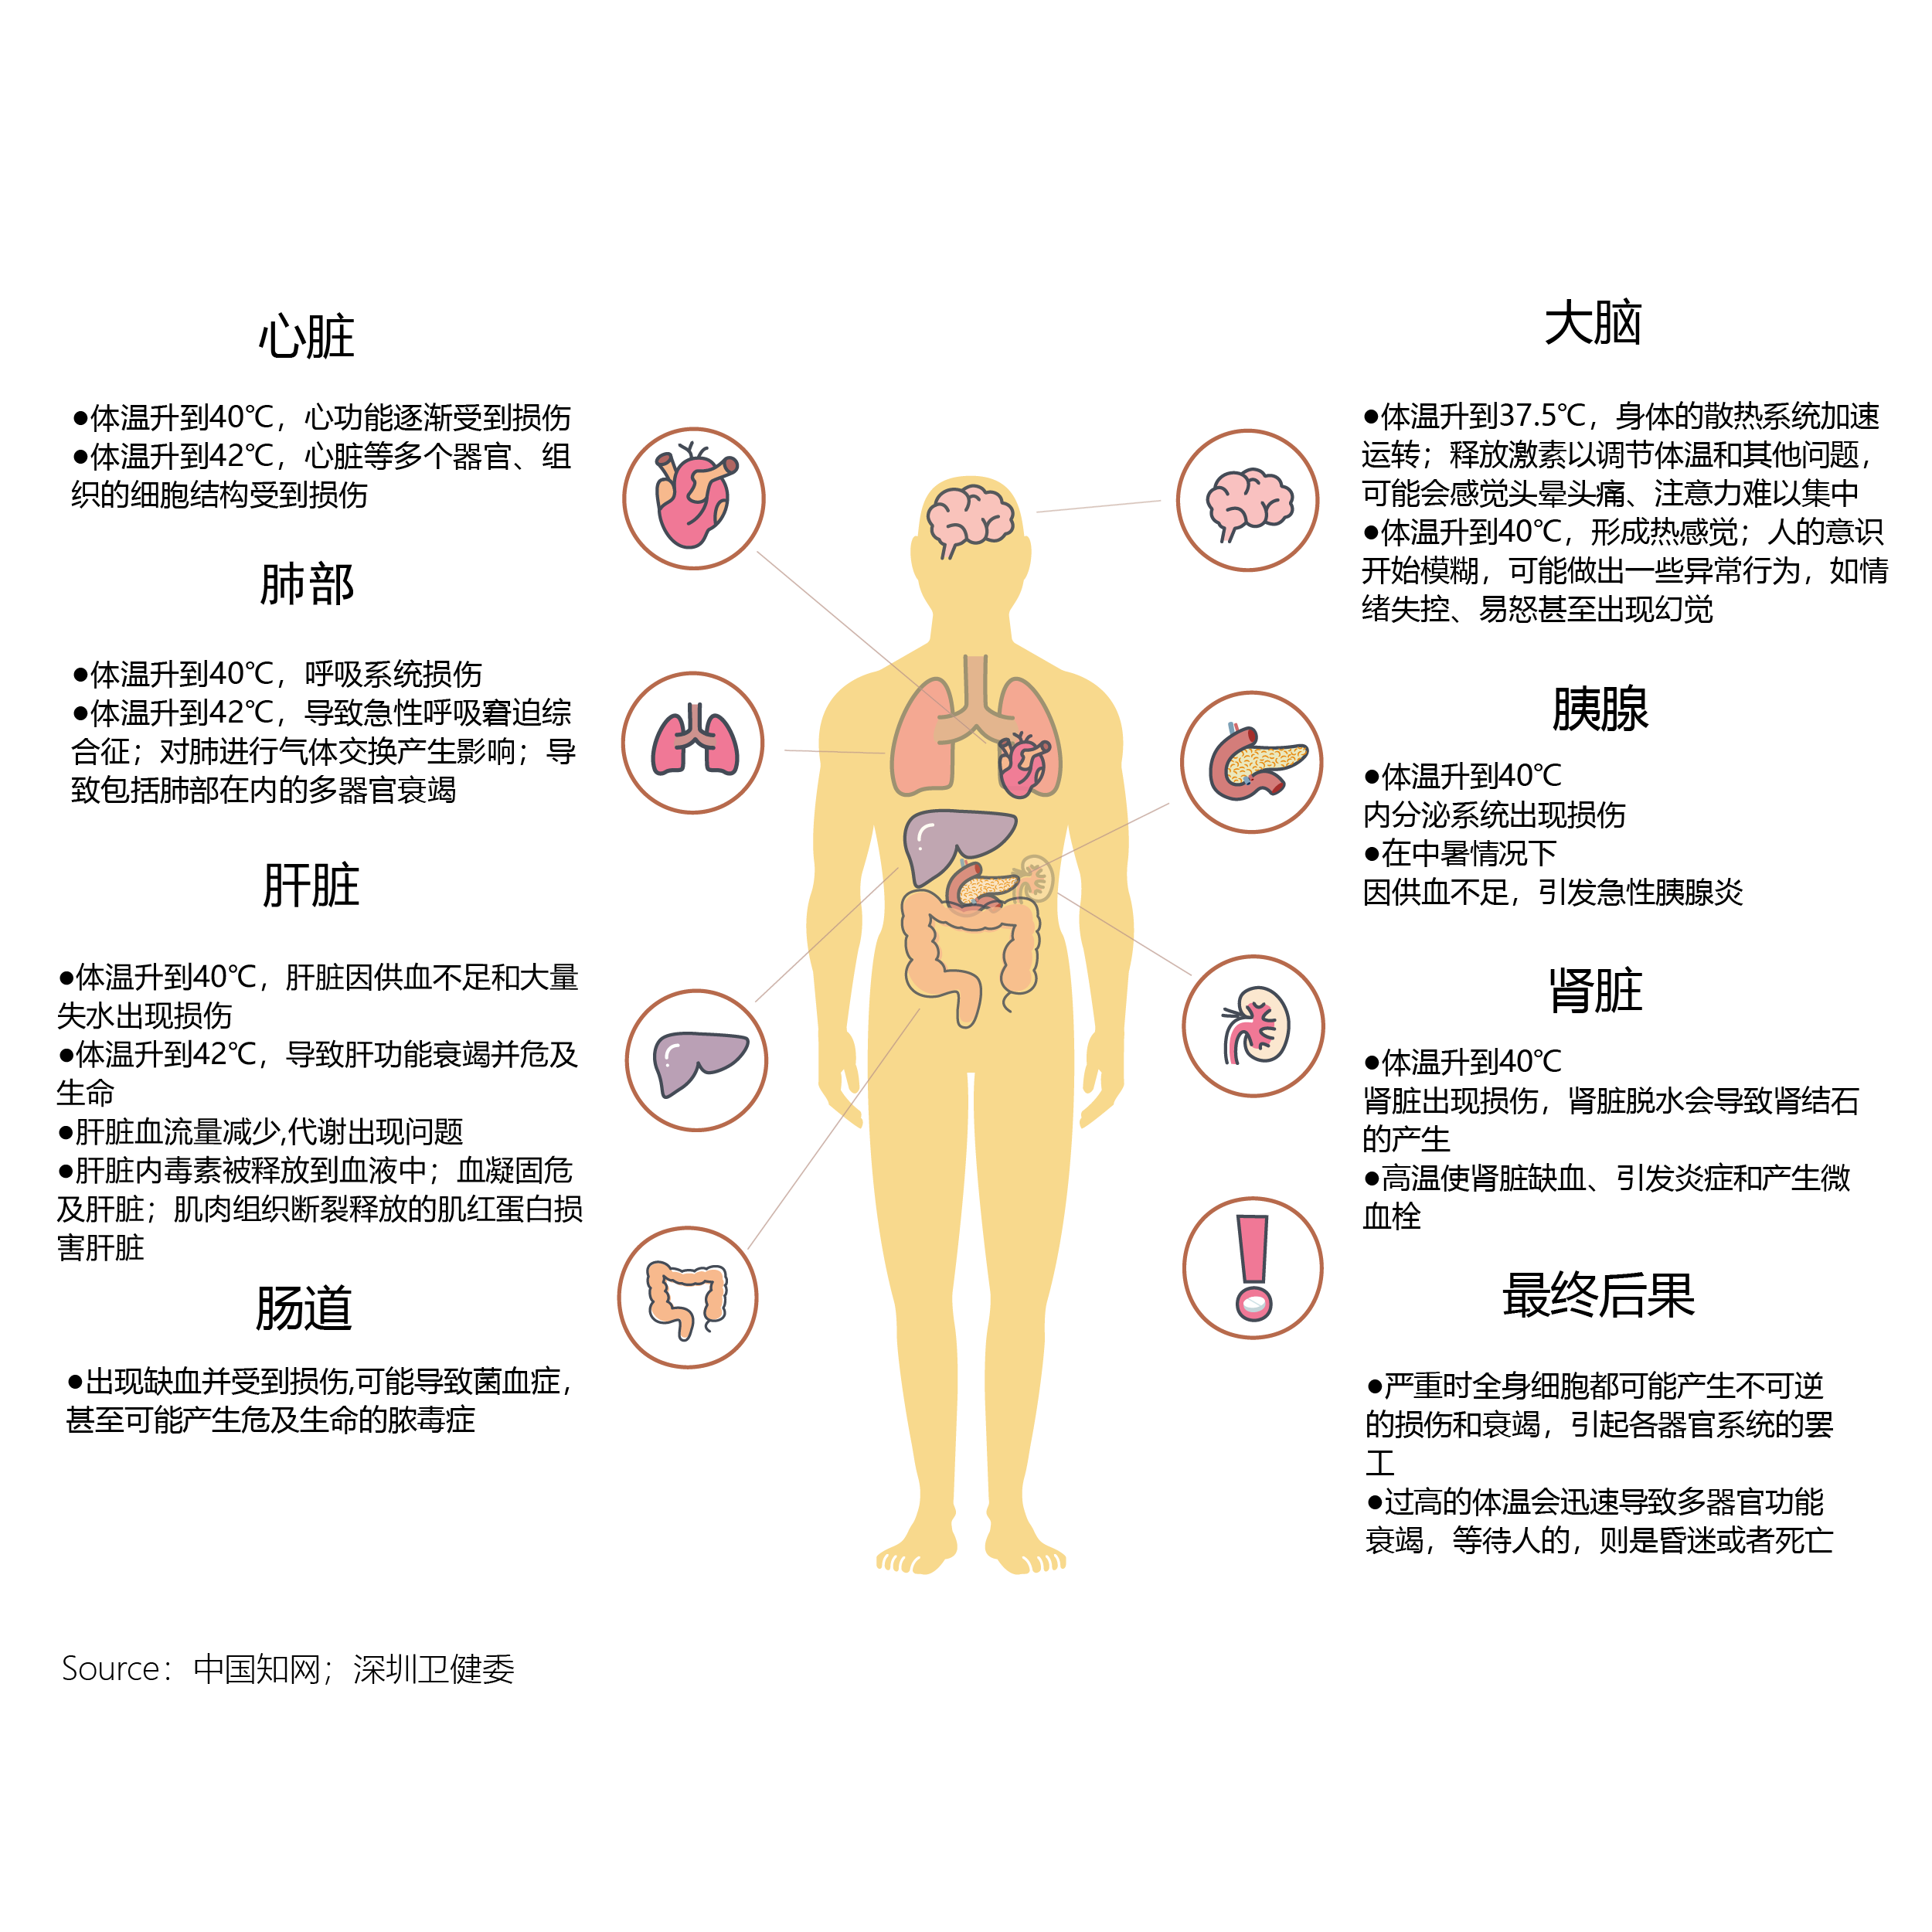 心脏
●体温升到40℃，心功能逐渐受到损伤
●体温升到42℃，心脏等多个器官、组
织的细胞结构受到损伤
肺部
●体温升到40℃，呼吸系统损伤
●体温升到42℃，导致急性呼吸窘迫综
合征；对肺进行气体交换产生影响；导
致包括肺部在内的多器官衰竭
肝脏
●体温升到40℃，肝脏因供血不足和大量
失水出现损伤
●体温升到42℃，导致肝功能衰竭并危及
生命
●肝脏血流量减少,代谢出现问题
●肝脏内毒素被释放到血液中；血凝固危
及肝脏；肌肉组织断裂释放的肌红蛋白损
害肝脏
肠道
●出现缺血并受到损伤,可能导致菌血症，
甚至可能产生危及生命的脓毒症
大脑
●体温升到37.5℃，身体的散热系统加速
运转；释放激素以调节体温和其他问题，
可能会感觉头晕头痛、注意力难以集中
●体温升到40℃，形成热感觉；人的意识
开始模糊，可能做出一些异常行为，如情
绪失控、易怒甚至出现幻觉
胰腺
●体温升到40℃
内分泌系统出现损伤
●在中暑情况下
因供血不足，引发急性胰腺炎
肾脏
●体温升到40℃
肾脏出现损伤，肾脏脱水会导致肾结石
的产生
●高温使肾脏缺血、引发炎症和产生微
血栓
最终后果
●严重时全身细胞都可能产生不可逆
的损伤和衰竭，引起各器官系统的罢
工
●过高的体温会迅速导致多器官功能
衰竭，等待人的，则是昏迷或者死亡
Source：中国知网；深圳卫健委